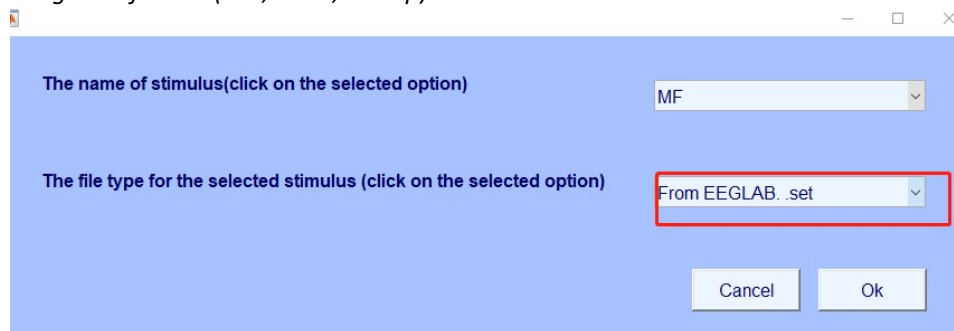 The name of stimulus(click on the selected option)
MF
The file type for the selected stimulus (click on the selected option)
From EEGLAB. .set
Cancel
Ok